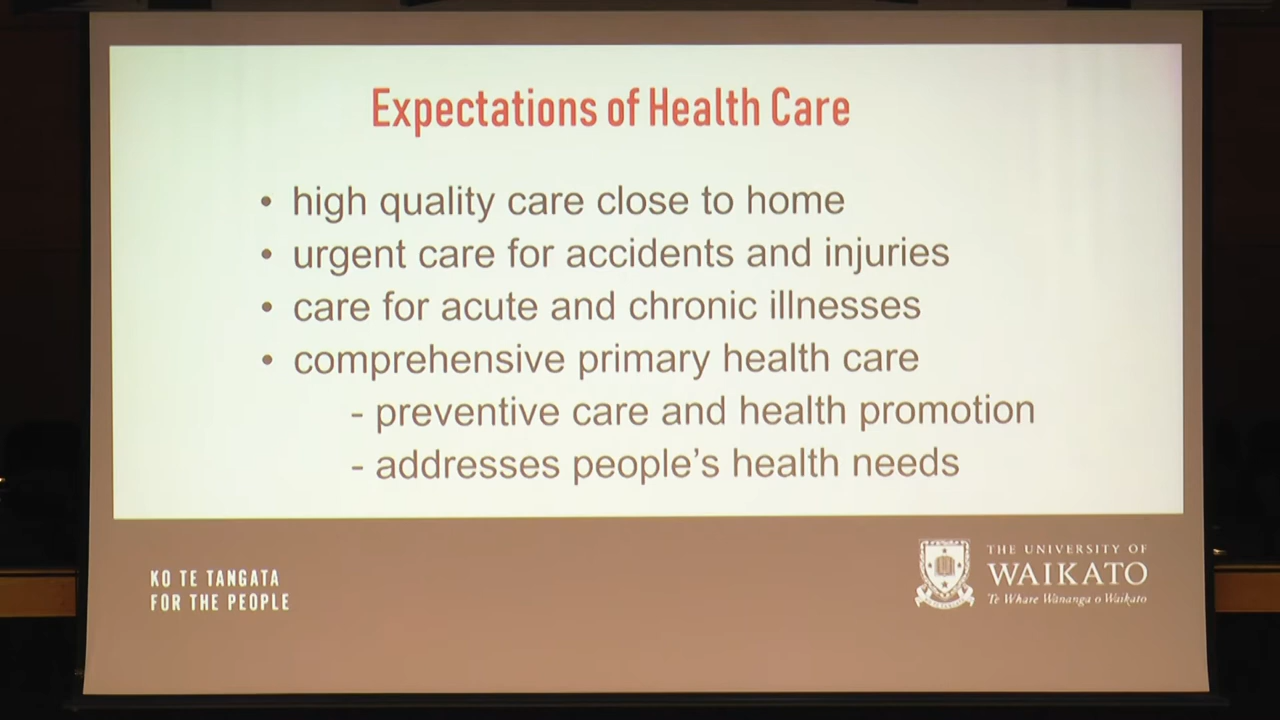 Expectations of Health Care
• high quality care close to home
• urgent care for accidents and injuries
• care for acute and chronic illnesses
• comprehensive primary health care
- preventive care and health promotion
- addresses people’s health needs
KO TE TANGATA
FOR THE PEOPLE
THE UNIVERSITY OF
WAIKATO
Te Whare Wānanga o Waikato